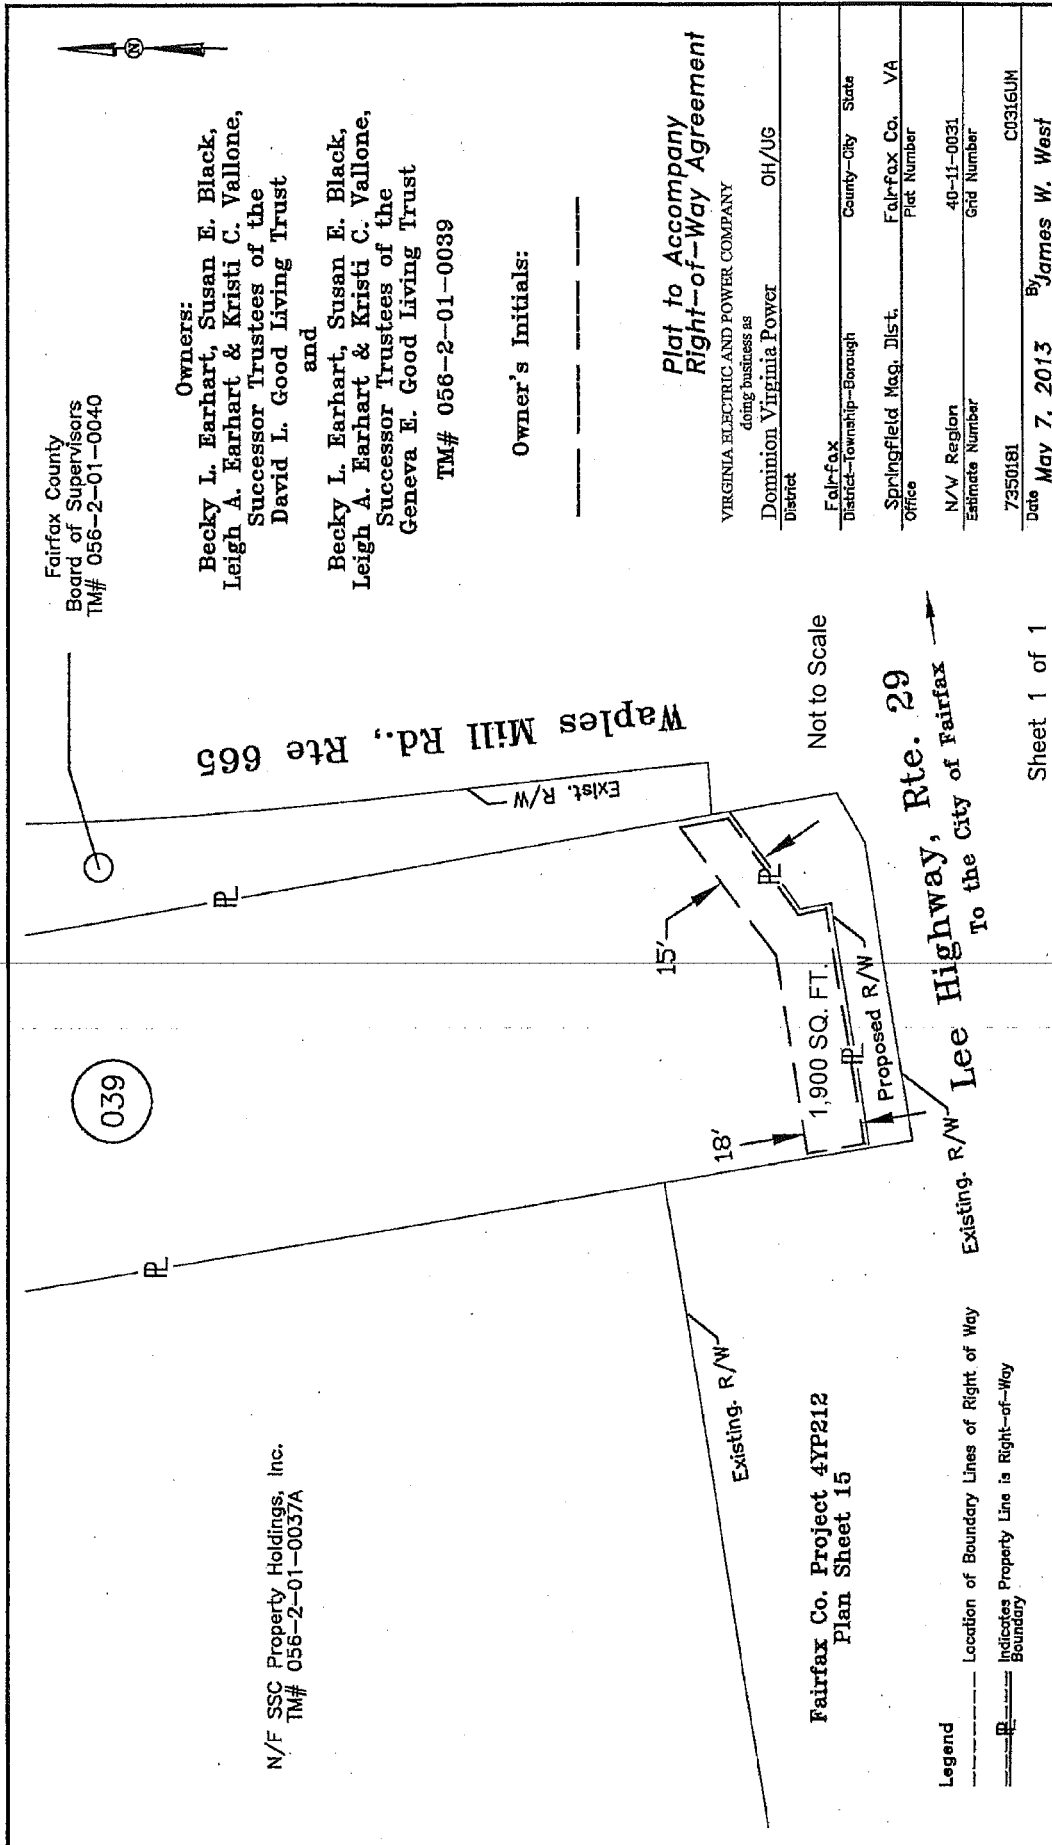 Fairfax County
Board of Supervisors
TM# 056-2-01-0040
N
Owners:
Becky L. Earhart, Susan E. Black,
Leigh A. Earhart & Kristi C. Vallone,
Successor Trustees of the
David L. Good Living Trust
and
Becky L. Earhart, Susan E. Black,
Leigh A. Earhart & Kristi C. Vallone,
Successor Trustees of the
Geneva E. Good Living Trust
TM# 056-2-01-0039
Owner's Initials:
039
N/F SSC Property Holdings, Inc.
TM# 056-2-01-0037A
PL
PL
Waples Mill Rd., Rte 665
Exist. R/W
15'
18'
1,900 SQ. FT.
PL
PL
Proposed R/W
Existing. R/W
Existing. R/W
Not to Scale
Lee Highway, Rte. 29
To the City of Fairfax
Fairfax Co. Project 4YP212
Plan Sheet 15
Legend
Location of Boundary Lines of Right of Way
PL
Indicates Property Line is Right-of-Way
Boundary
Sheet 1 of 1
Plat to Accompany
Right-of-Way Agreement
VIRGINIA ELECTRIC AND POWER COMPANY
doing business as
Dominion Virginia Power OH/UG
District
Fairfax
District-Township-Borough County-City State
Springfield Mag. Dist. Fairfax Co. VA
Office Plat Number
N/W Region 40-11-0031
Estimate Number Grid Number
7350181 C0316UM
Date May 7, 2013 By James W. West